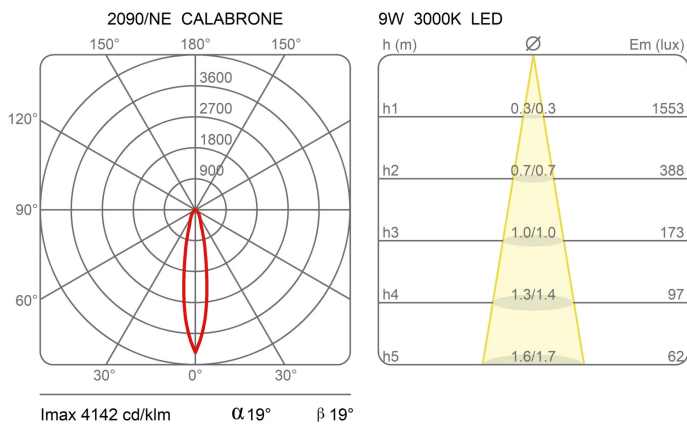 2090/NE CALABRONE
150° 180° 150°
3600
2700
1800
900
120°
90°
60°
30° 0° 30°
Imax 4142 cd/klm α 19° β 19°
9W 3000K LED
h (m) ∅ Em (lux)
h1 0.3/0.3 1553
h2 0.7/0.7 388
h3 1.0/1.0 173
h4 1.3/1.4 97
h5 1.6/1.7 62